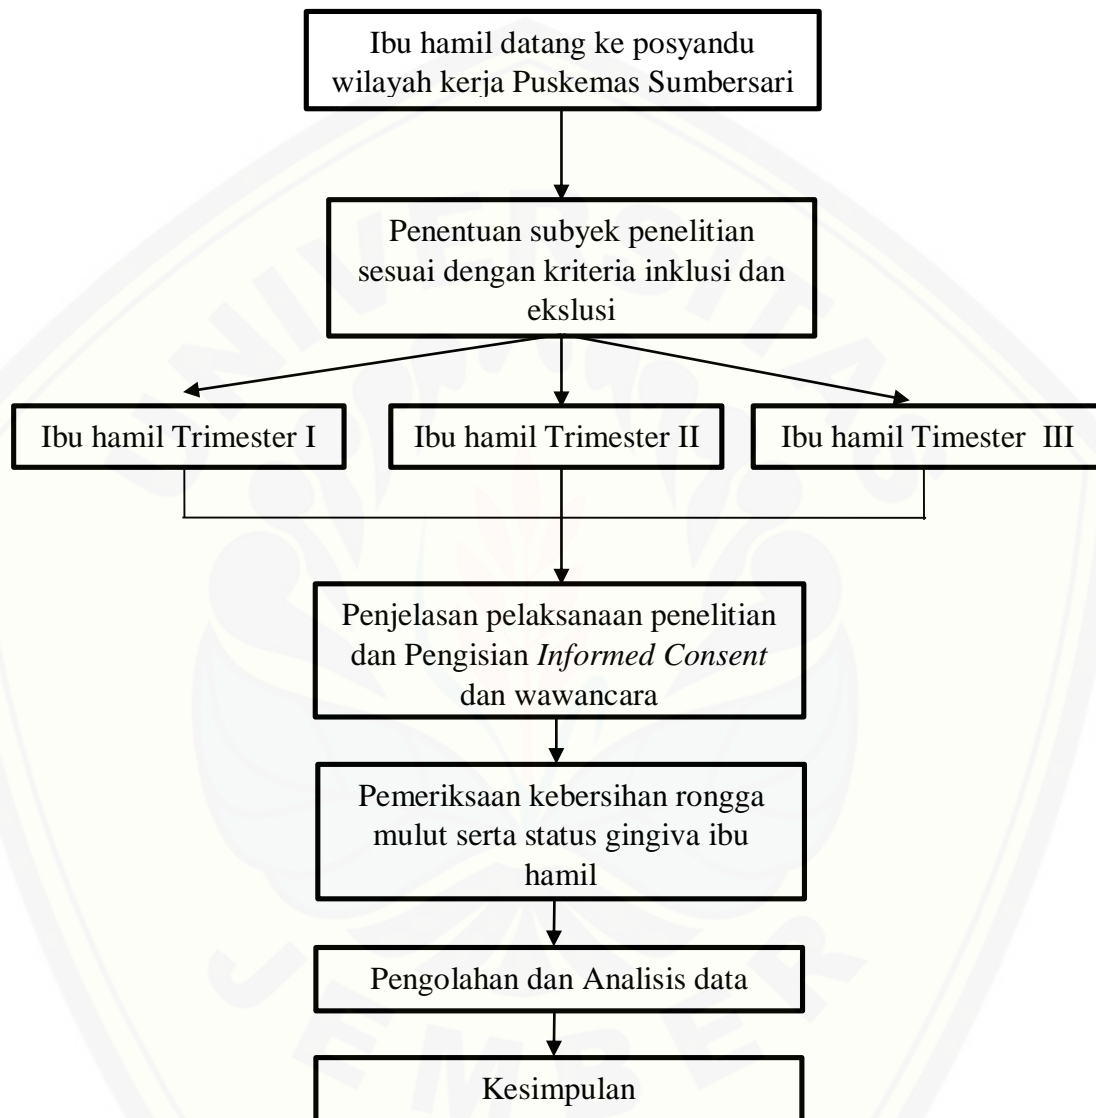 Ibu hamil datang ke posyandu
wilayah kerja Puskemas Sumbersari
Penentuan subyek penelitian
sesuai dengan kriteria inklusi dan
ekslusi
Ibu hamil Trimester I
Ibu hamil Trimester II
Ibu hamil Timester  III
Penjelasan pelaksanaan penelitian
dan Pengisian Informed Consent
dan wawancara
Pemeriksaan kebersihan rongga
mulut serta status gingiva ibu
hamil
Pengolahan dan Analisis data
Kesimpulan
UNIVERSITAS
JEMBER